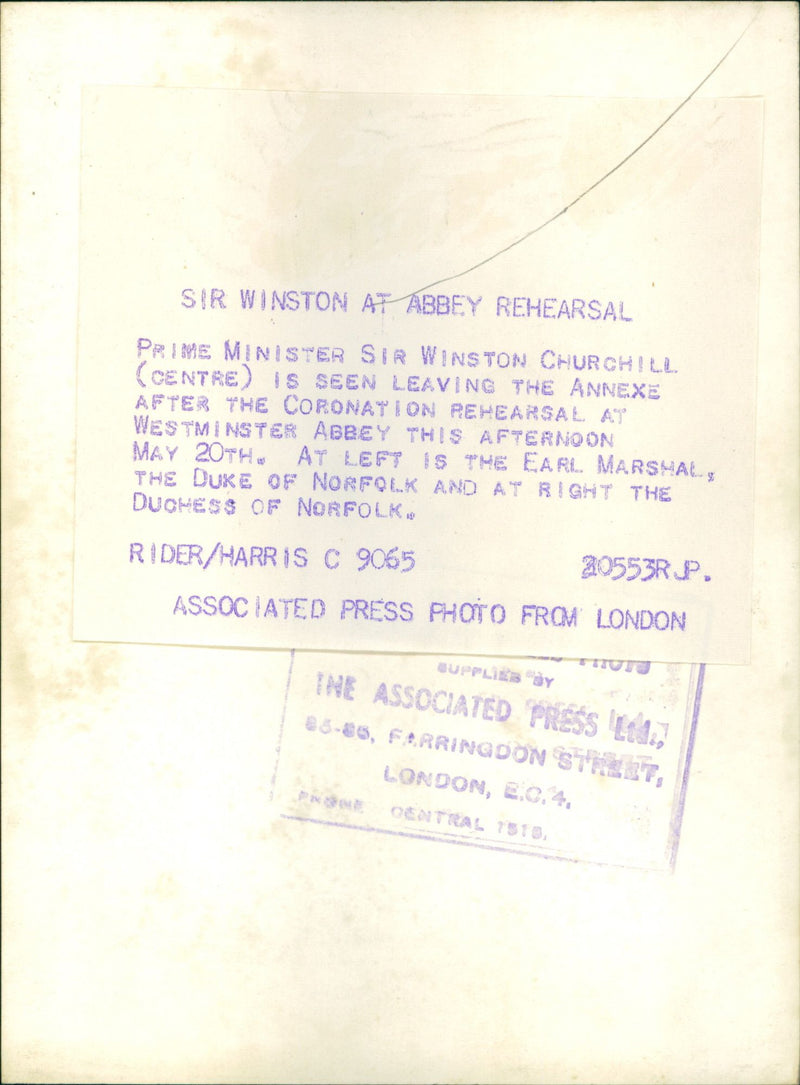 SIR WINSTON AT ABBEY REHEARSAL
PRIME MINISTER SIR WINSTON CHURCHILL
(CENTRE) IS SEEN LEAVING THE ANNEXE
AFTER THE CORONATION REHEARSAL AT
WESTMINSTER ABBEY THIS AFTERNOON
MAY 20TH. AT LEFT IS THE EARL MARSHAL,
THE DUKE OF NORFOLK AND AT RIGHT THE
DUCHESS OF NORFOLK.
RIDER/HARRIS C 9065 20553RJP.
ASSOCIATED PRESS PHOTO FROM LONDON
PHOTO
SUPPLIED BY
THE ASSOCIATED PRESS Ltd.,
FARRINGDON STREET,
LONDON, E.C.4.
PHONE CENTRAL